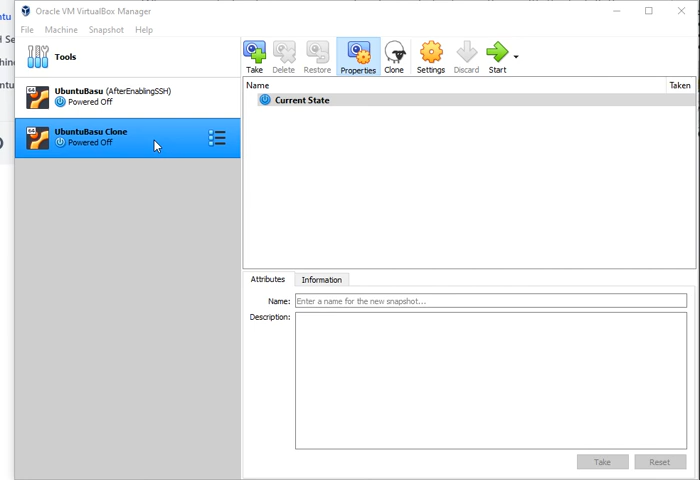 Oracle VM VirtualBox Manager
File Machine Snapshot Help
Tools
UbuntuBasu (AfterEnablingSSH)
Powered Off
UbuntuBasu Clone
Powered Off
Take Delete Restore Properties Clone Settings Discard Start
Name Taken
Current State
Attributes Information
Name: Enter a name for the new snapshot...
Description:
Take Reset